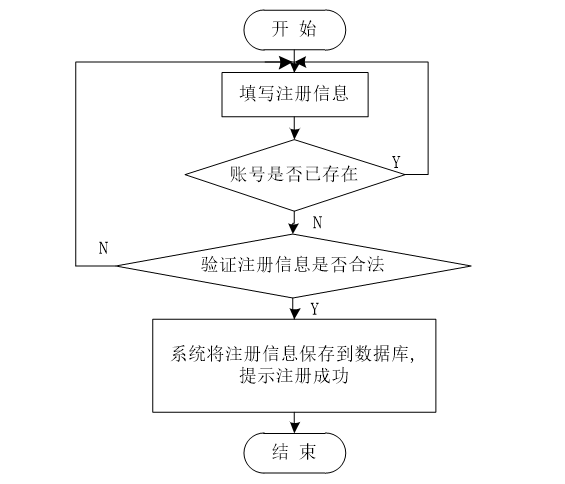 开 始
填写注册信息
账号是否已存在
Y
N
N
验证注册信息是否合法
Y
系统将注册信息保存到数据库,
提示注册成功
结 束